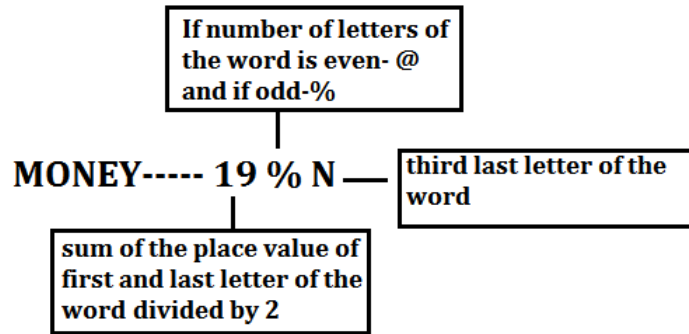 If number of letters of
the word is even- @
and if odd-%
MONEY----- 19 % N
third last letter of the
word
sum of the place value of
first and last letter of the
word divided by 2